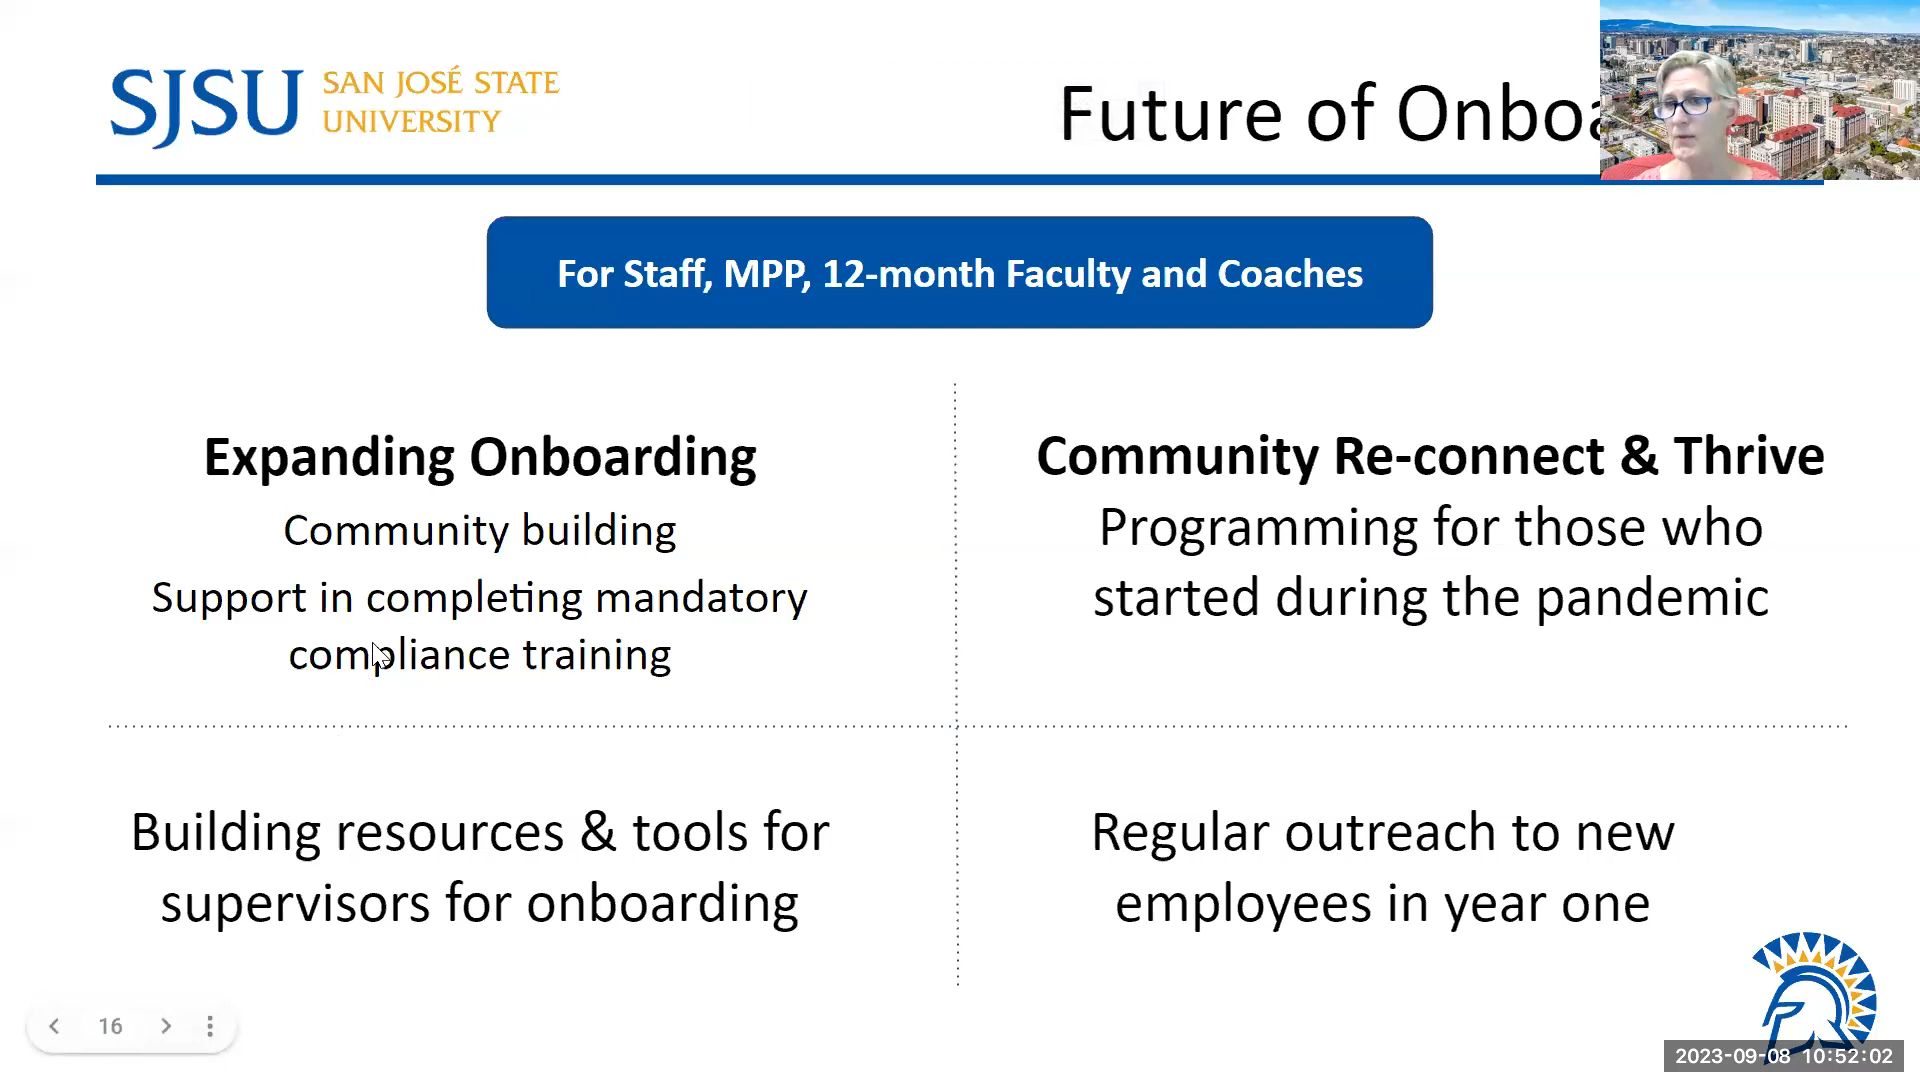 SJSU SAN JOSÉ STATE
UNIVERSITY
Future of Onboa
For Staff, MPP, 12-month Faculty and Coaches
Expanding Onboarding
Community building
Support in completing mandatory
compliance training
Community Re-connect & Thrive
Programming for those who
started during the pandemic
Building resources & tools for
supervisors for onboarding
Regular outreach to new
employees in year one
16
2023-09-08 10:52:02